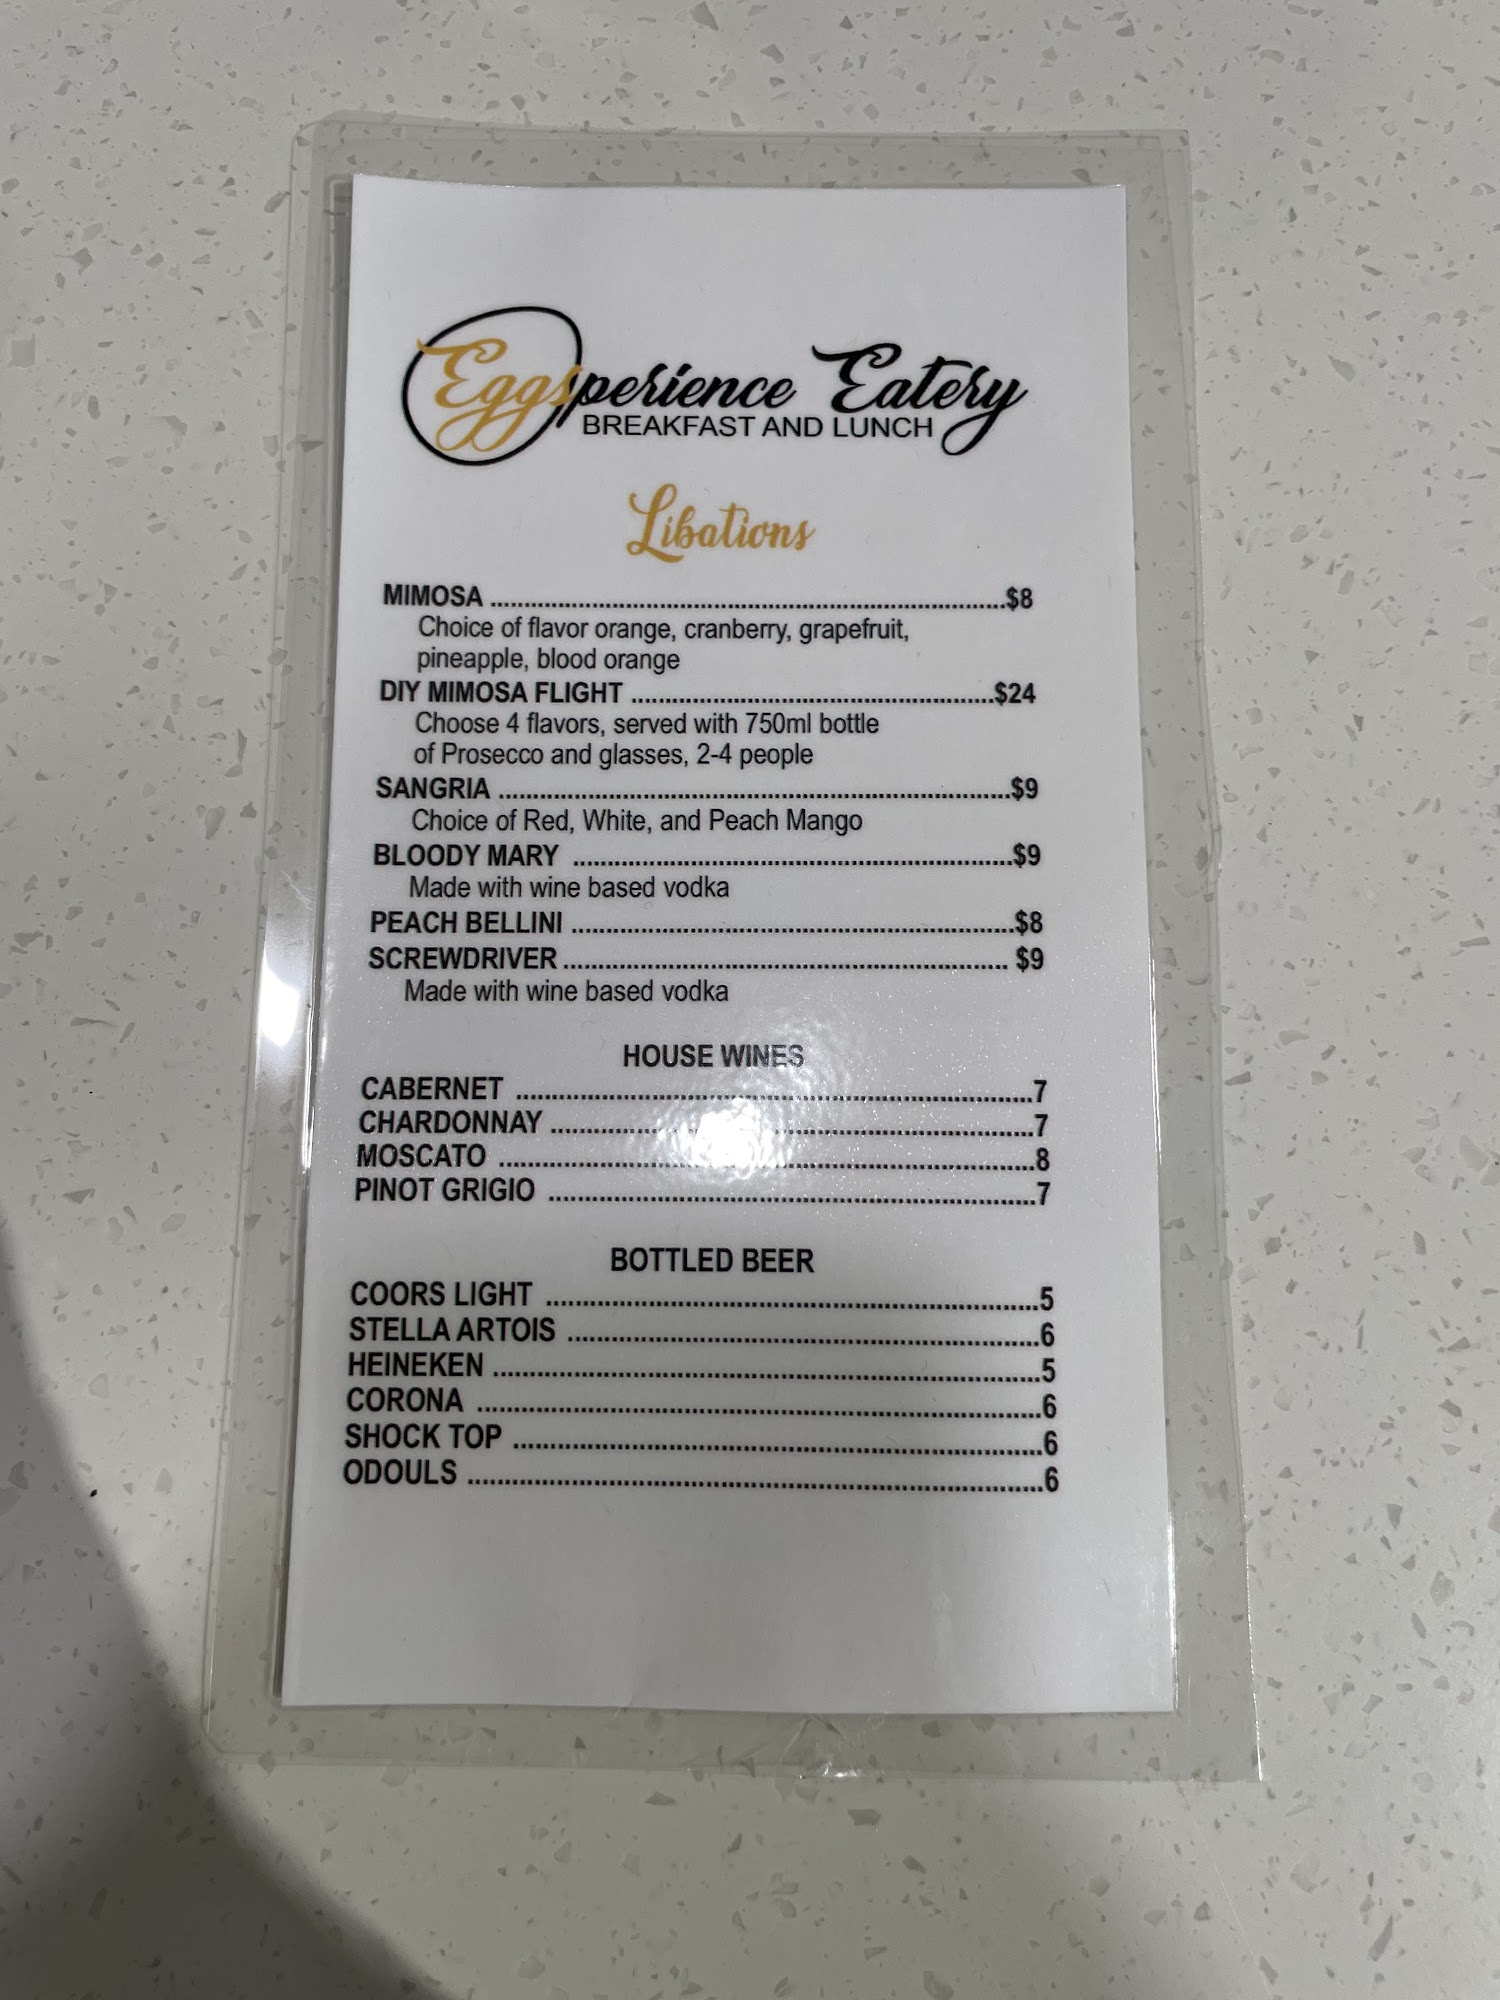 Eggsperience Eatery
BREAKFAST AND LUNCH
Libations
MIMOSA ........................................................................$8
Choice of flavor orange, cranberry, grapefruit,
pineapple, blood orange
DIY MIMOSA FLIGHT ....................................................$24
Choose 4 flavors, served with 750ml bottle
of Prosecco and glasses, 2-4 people
SANGRIA ........................................................................$9
Choice of Red, White, and Peach Mango
BLOODY MARY ..............................................................$9
Made with wine based vodka
PEACH BELLINI ..............................................................$8
SCREWDRIVER .............................................................. $9
Made with wine based vodka
HOUSE WINES
CABERNET ......................................................................7
CHARDONNAY .................................................................7
MOSCATO ........................................................................8
PINOT GRIGIO .................................................................7
BOTTLED BEER
COORS LIGHT ..................................................................5
STELLA ARTOIS ...............................................................6
HEINEKEN ........................................................................5
CORONA ..........................................................................6
SHOCK TOP .....................................................................6
ODOULS ...........................................................................6